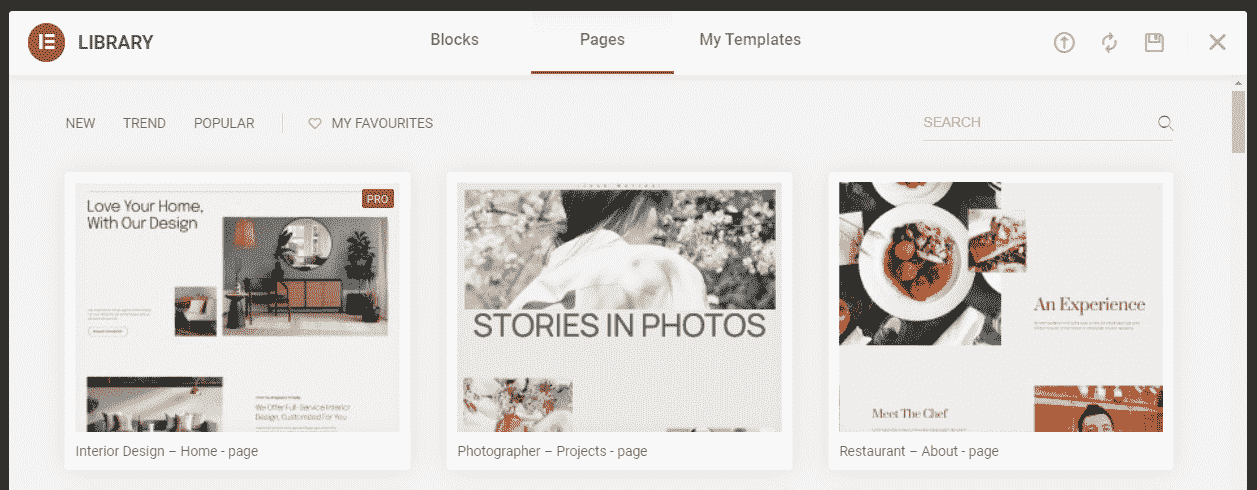 LIBRARY
Blocks
Pages
My Templates
NEW
TREND
POPULAR
MY FAVOURITES
SEARCH
PRO
Love Your Home,
With Our Design
We Offer Full-Service Interior
Design, Customized For You
Interior Design – Home - page
STORIES IN PHOTOS
Photographer – Projects - page
An Experience
Meet The Chef
Restaurant – About - page